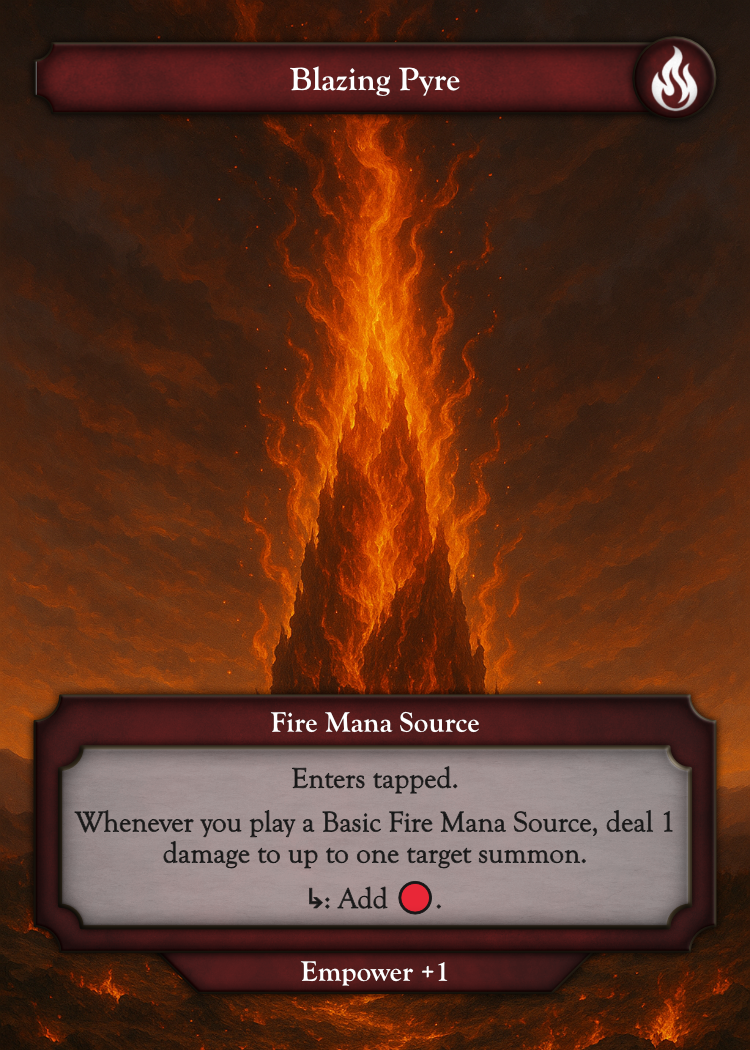 Blazing Pyre
Fire Mana Source
Enters tapped.
Whenever you play a Basic Fire Mana Source, deal 1
damage to up to one target summon.
↳: Add 🔴.
Empower +1